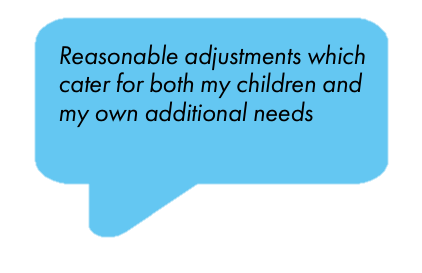 Reasonable adjustments which
cater for both my children and
my own additional needs